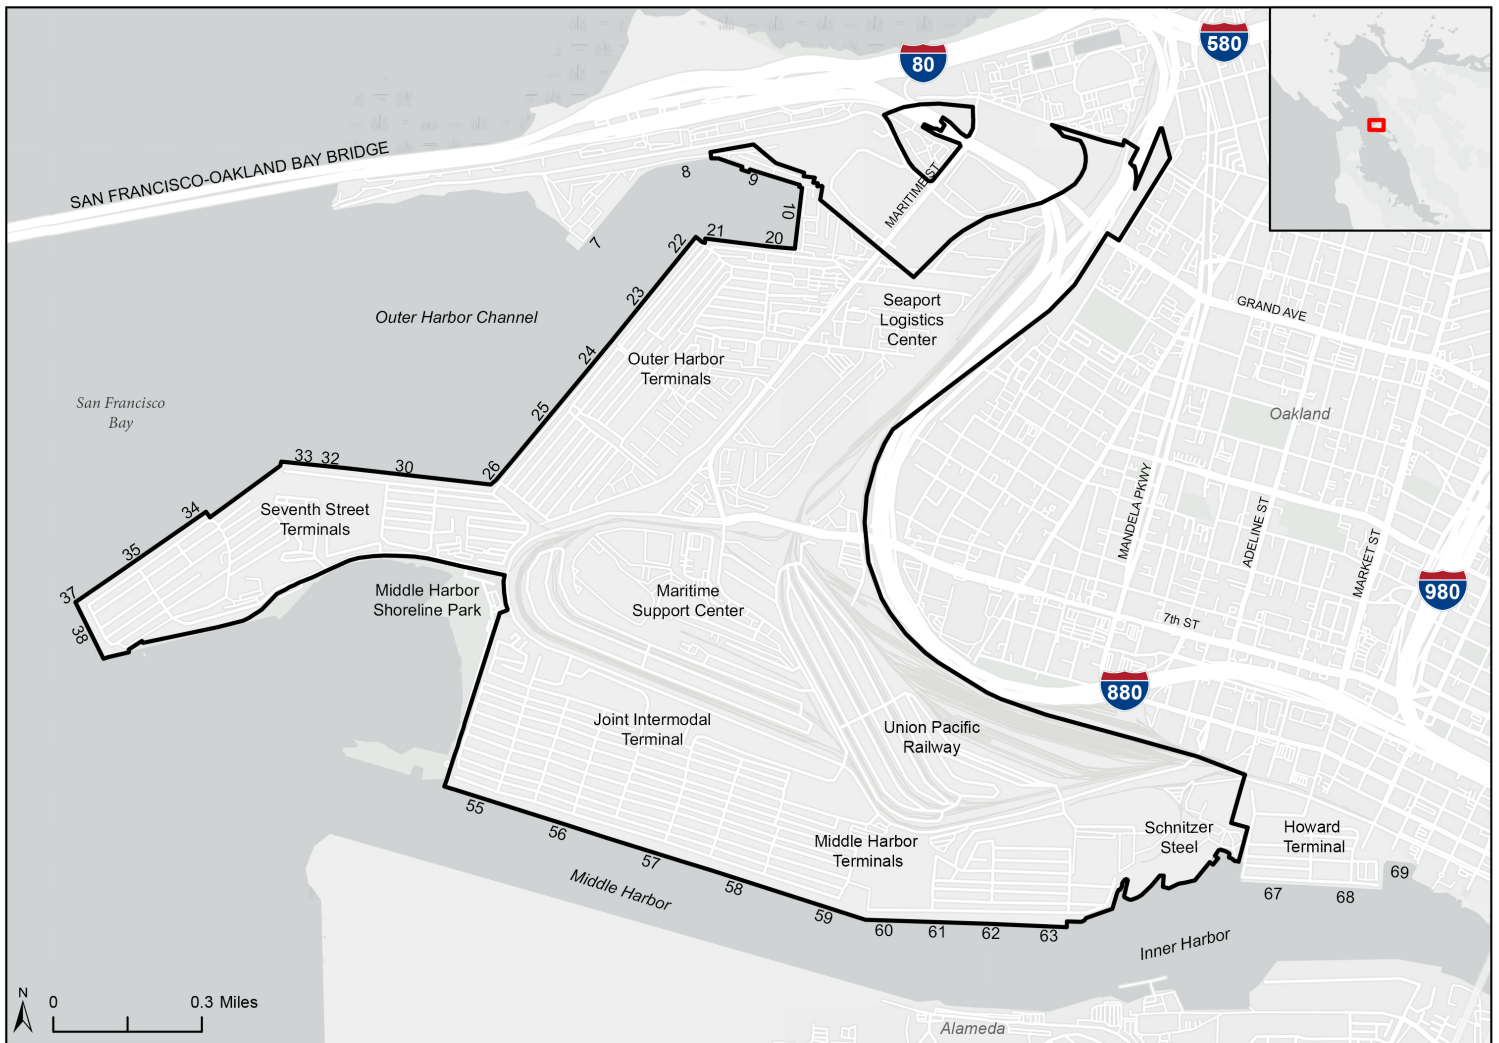 80
580
SAN FRANCISCO-OAKLAND BAY BRIDGE
8
9
10
7
22
21
20
MARITIME ST
23
Outer Harbor Channel
Seaport
Logistics
Center
GRAND AVE
24
Outer Harbor
Terminals
San Francisco
Bay
25
Oakland
33
32
30
26
34
Seventh Street
Terminals
MANDELA PKWY
ADELINE ST
MARKET ST
35
37
38
Middle Harbor
Shoreline Park
Maritime
Support Center
980
7th ST
880
Joint Intermodal
Terminal
Union Pacific
Railway
55
56
57
58
59
Middle Harbor
Middle Harbor
Terminals
Schnitzer
Steel
Howard
Terminal
69
67
68
60
61
62
63
Inner Harbor
N
0
0.3 Miles
Alameda